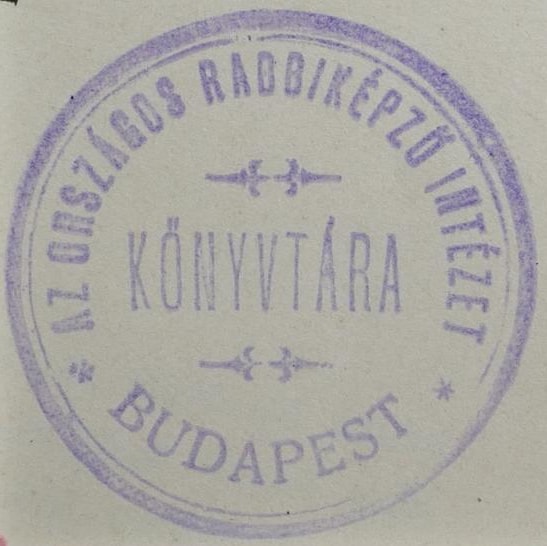 AZ ORSZÁGOS RABBIKÉPZŐ INTÉZET
KÖNYVTÁRA
BUDAPEST